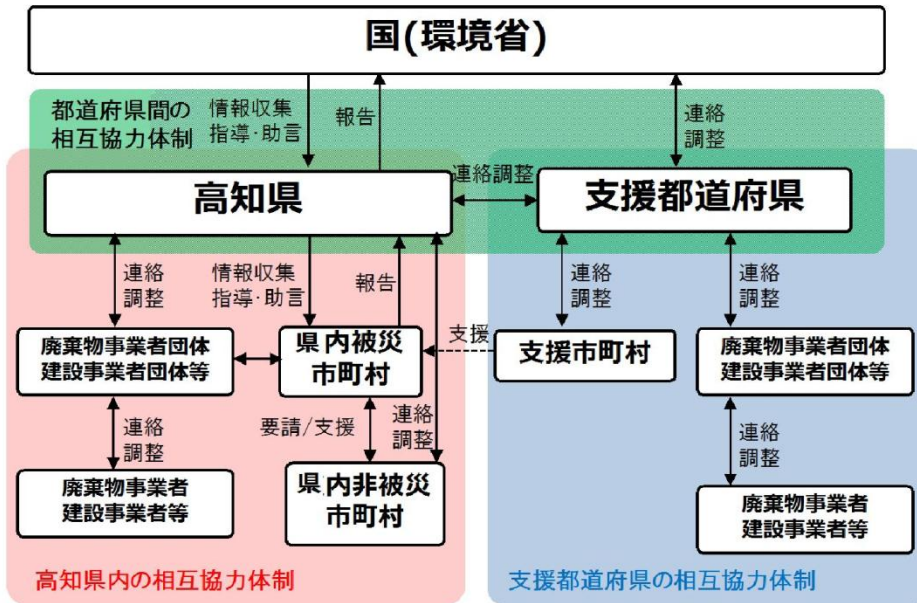 国(環境省)
都道府県間の
相互協力体制
情報収集
指導・助言
報告
連絡
調整
高知県
連絡調整
支援都道府県
連絡
調整
情報収集
指導・助言
報告
連絡
調整
連絡
調整
廃棄物事業者団体
建設事業者団体等
県内被災
市町村
支援
支援市町村
廃棄物事業者団体
建設事業者団体等
連絡
調整
要請/支援
連絡
調整
連絡
調整
廃棄物事業者
建設事業者等
県内非被災
市町村
廃棄物事業者
建設事業者等
高知県内の相互協力体制
支援都道府県の相互協力体制